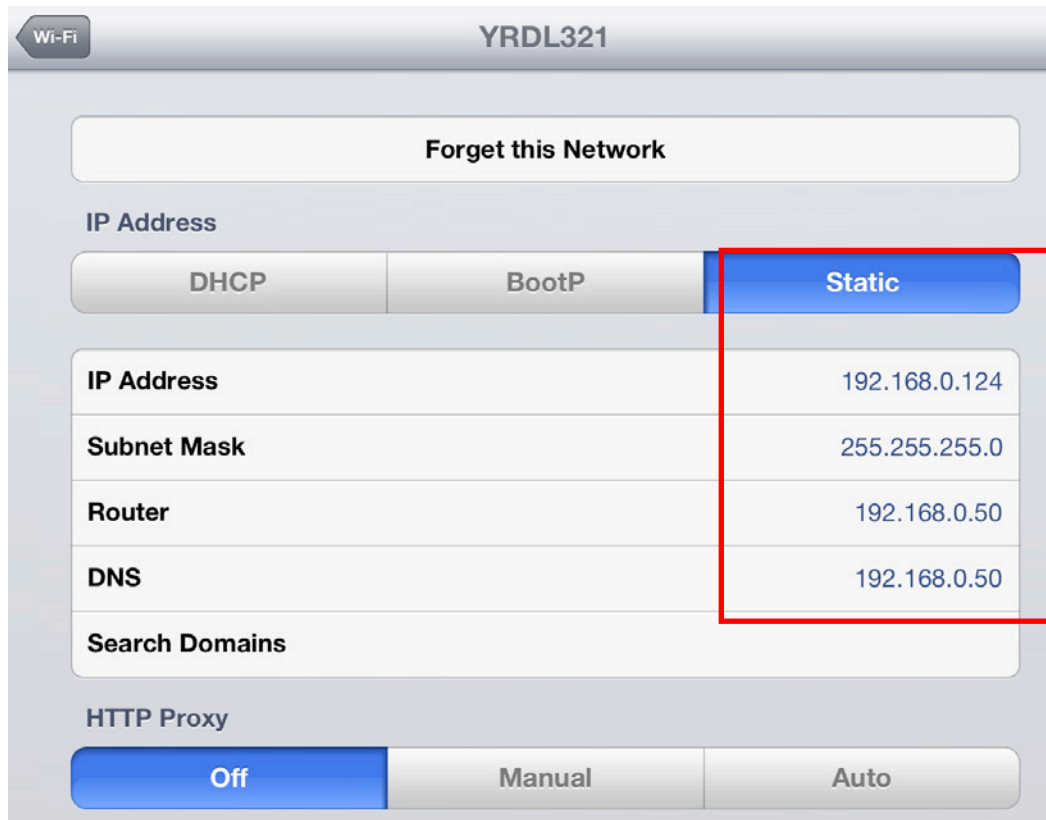 Wi-Fi YRDL321
Forget this Network
IP Address
DHCP BootP Static
IP Address 192.168.0.124
Subnet Mask 255.255.255.0
Router 192.168.0.50
DNS 192.168.0.50
Search Domains
HTTP Proxy
Off Manual Auto